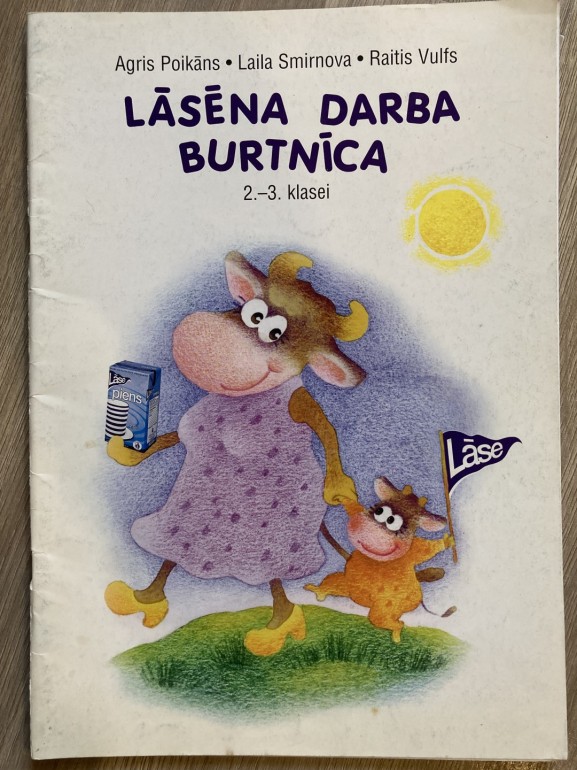 Agris Poikāns • Laila Smirnova • Raitis Vulfs
LĀSĒNA DARBA
BURTNĪCA
2.–3. klasei
Lāse
piens
Lāse